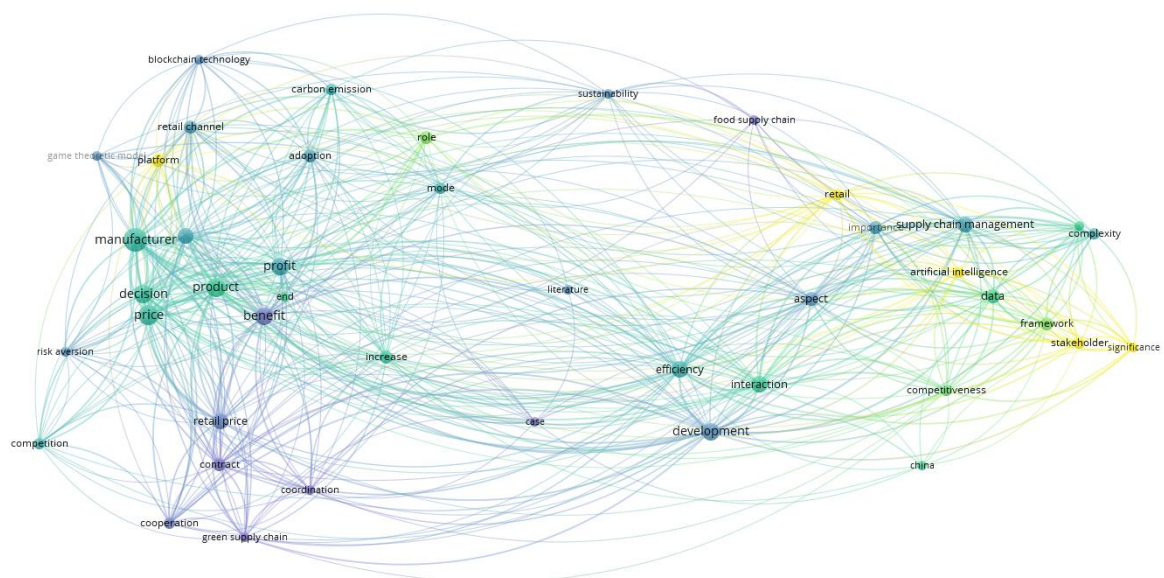 blockchain technology
carbon emission
sustainability
food supply chain
retail channel
role
game theoretic model
platform
adoption
mode
retail
importance
supply chain management
complexity
manufacturer
profit
artificial intelligence
product
end
literature
aspect
data
decision
price
benefit
framework
stakeholder
significance
risk aversion
increase
efficiency
interaction
competitiveness
retail price
case
development
competition
contract
china
coordination
cooperation
green supply chain